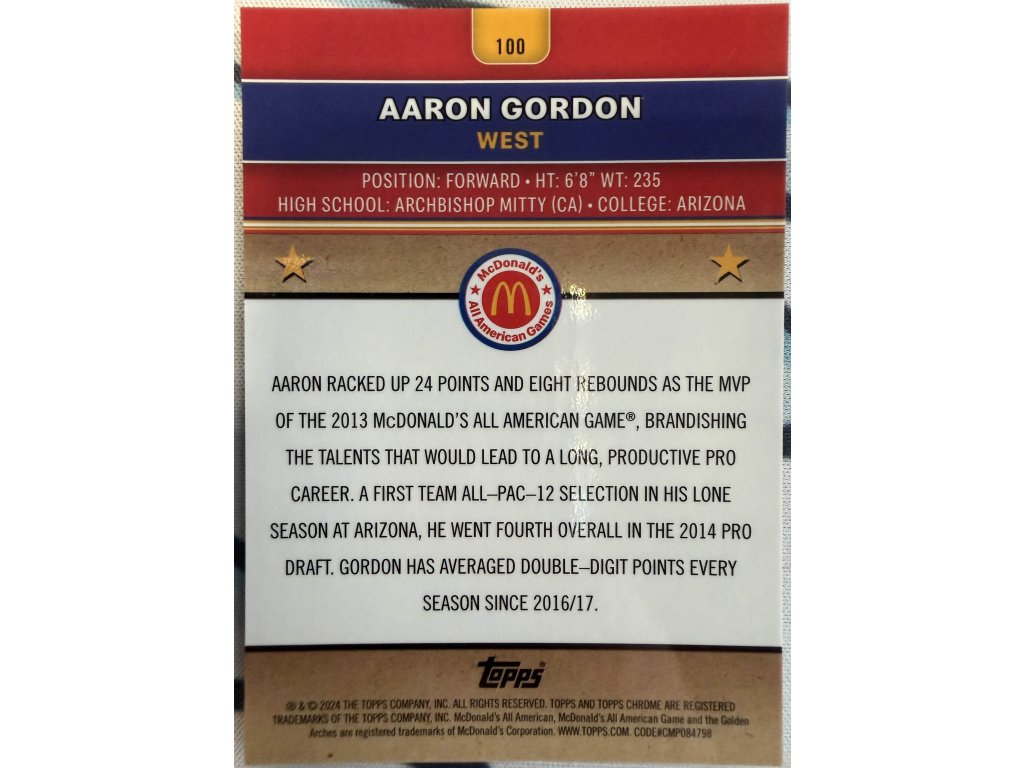 100
AARON GORDON
WEST
POSITION: FORWARD • HT: 6'8" WT: 235
HIGH SCHOOL: ARCHBISHOP MITTY (CA) • COLLEGE: ARIZONA
McDonald's
All American Games
AARON RACKED UP 24 POINTS AND EIGHT REBOUNDS AS THE MVP
OF THE 2013 McDONALD'S ALL AMERICAN GAME®, BRANDISHING
THE TALENTS THAT WOULD LEAD TO A LONG, PRODUCTIVE PRO
CAREER. A FIRST TEAM ALL–PAC–12 SELECTION IN HIS LONE
SEASON AT ARIZONA, HE WENT FOURTH OVERALL IN THE 2014 PRO
DRAFT. GORDON HAS AVERAGED DOUBLE–DIGIT POINTS EVERY
SEASON SINCE 2016/17.
topps®
® & © 2024 THE TOPPS COMPANY, INC. ALL RIGHTS RESERVED. TOPPS AND TOPPS CHROME ARE REGISTERED
TRADEMARKS OF THE TOPPS COMPANY, INC. McDonald's All American, McDonald's All American Game and the Golden
Arches are registered trademarks of McDonald's Corporation. WWW.TOPPS.COM. CODE#CMP084798